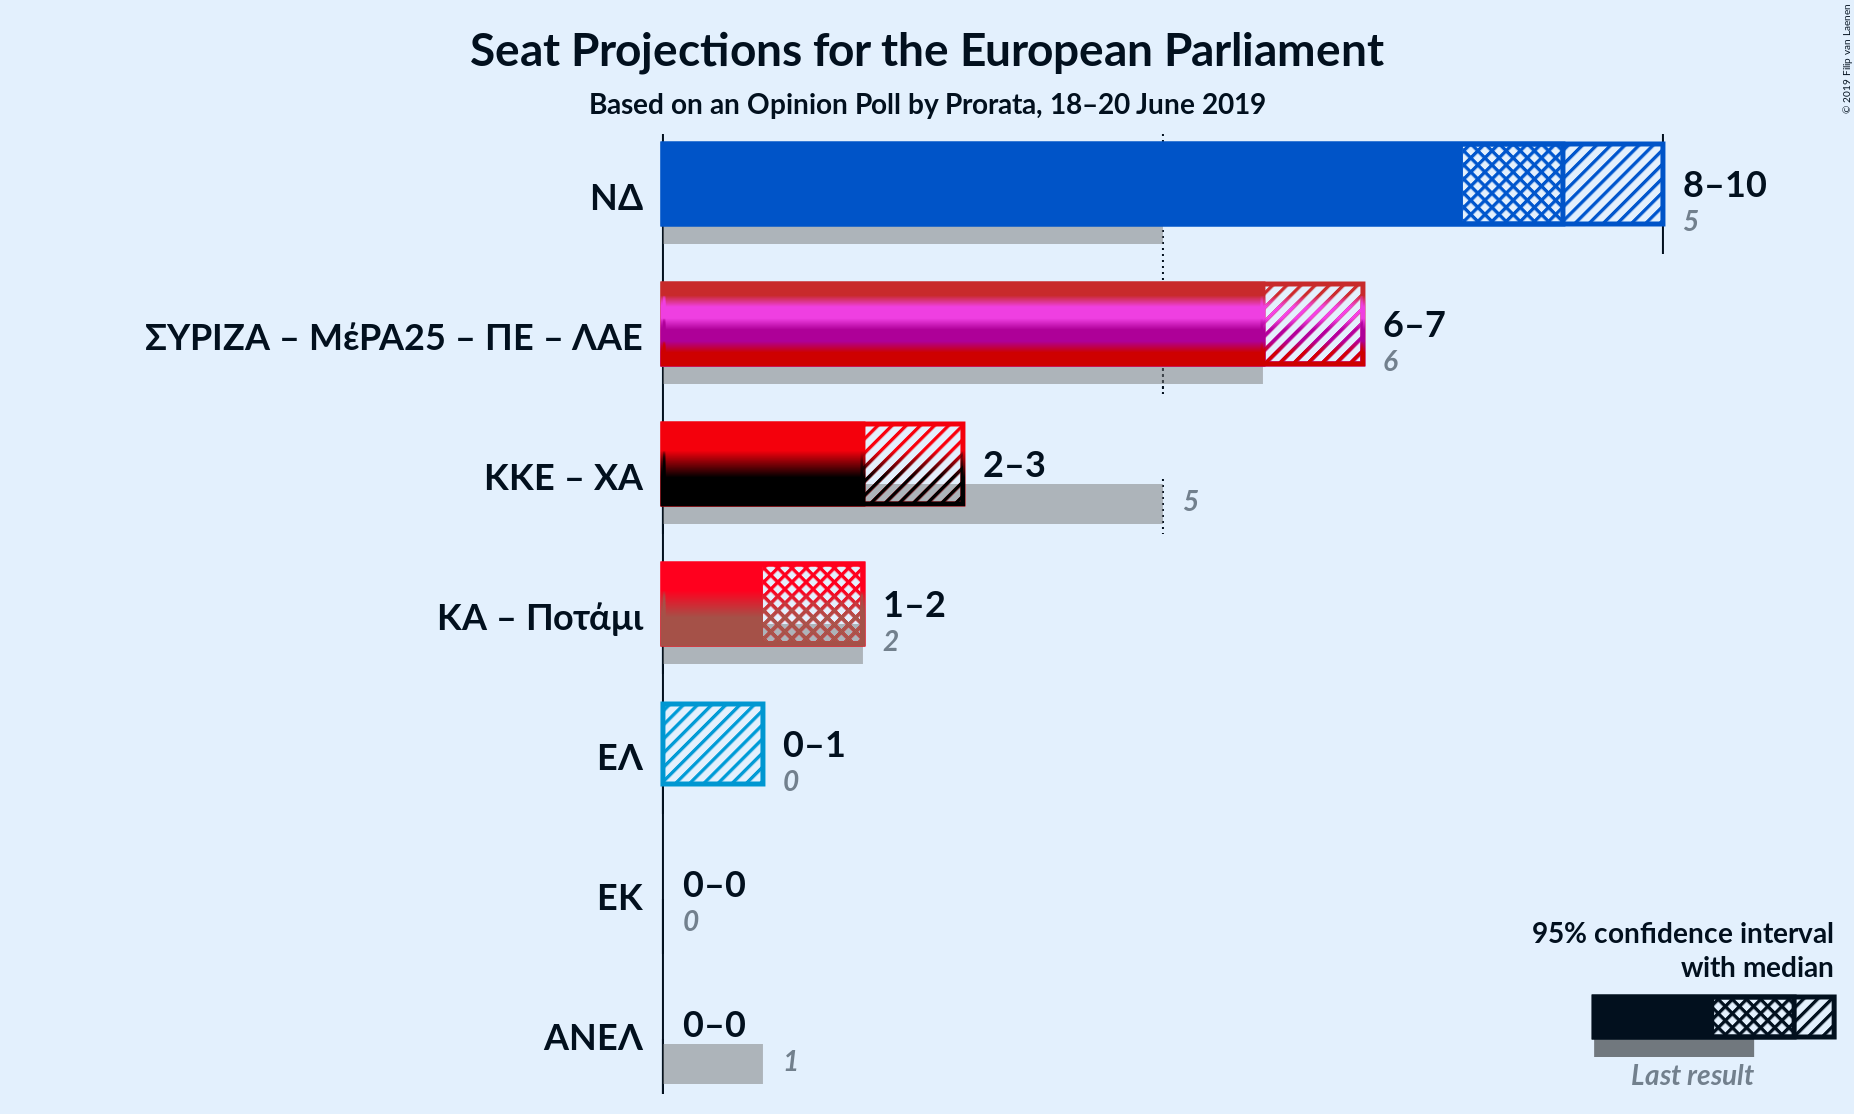 Seat Projections for the European Parliament
Based on an Opinion Poll by Prorata, 18–20 June 2019
© 2019 Filip van Laenen
ΝΔ
8–10
5
ΣΥΡΙΖΑ – ΜέΡΑ25 – ΠΕ – ΛΑΕ
6–7
6
ΚΚΕ – ΧΑ
2–3
5
ΚΑ – Ποτάμι
1–2
2
ΕΛ
0–1
0
ΕΚ
0–0
0
ΑΝΕΛ
0–0
1
95% confidence interval
with median
Last result